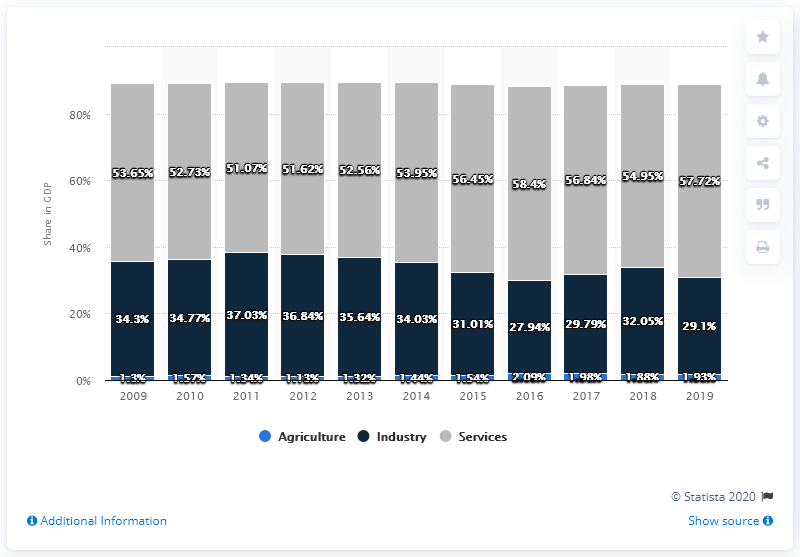 80%
60%
40%
20%
0%
Share in GDP
53.65% 52.73% 51.07% 51.62% 52.56% 53.95% 56.45% 58.4% 56.84% 54.95% 57.72%
34.3% 34.77% 37.03% 36.84% 35.64% 34.03% 31.01% 27.94% 29.79% 32.05% 29.1%
1.3% 1.57% 1.34% 1.13% 1.32% 1.44% 1.54% 2.09% 1.98% 1.88% 1.93%
2009 2010 2011 2012 2013 2014 2015 2016 2017 2018 2019
Agriculture Industry Services
© Statista 2020
Additional Information
Show source